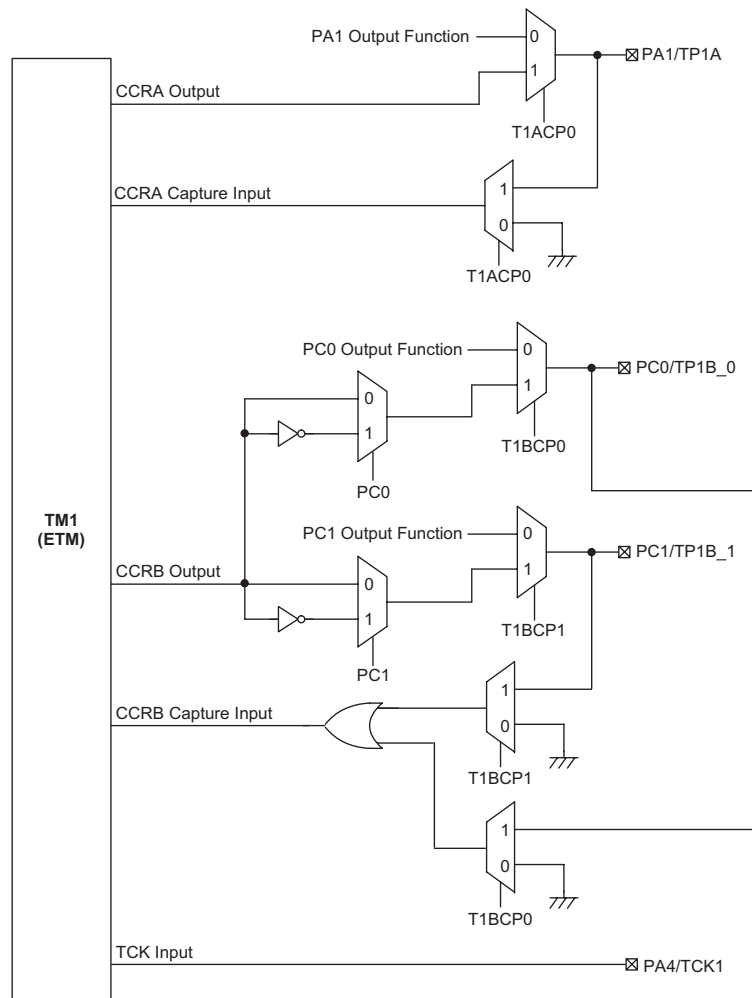 PA1 Output Function
0
PA1/TP1A
1
CCRA Output
T1ACP0
CCRA Capture Input
1
0
T1ACP0
PC0 Output Function
0
PC0/TP1B_0
0
1
1
T1BCP0
PC0
TM1
(ETM)
PC1 Output Function
0
PC1/TP1B_1
CCRB Output
0
1
1
T1BCP1
PC1
CCRB Capture Input
1
0
T1BCP1
1
0
T1BCP0
TCK Input
PA4/TCK1